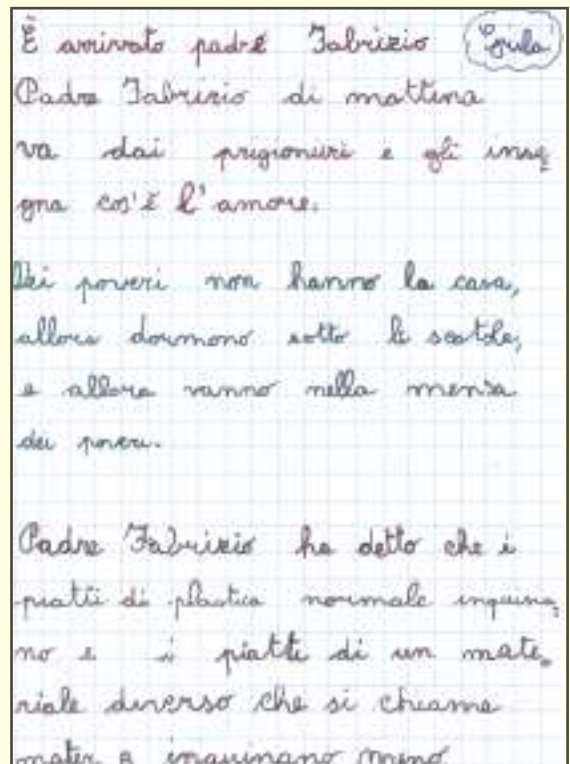 È arrivato padre Fabrizio
Padre Fabrizio di mattina
va dai prigionieri e gli inse
gna cos'è l'amore.
Dei poveri non hanno la casa,
allora dormono sotto le scatole,
e allora vanno nella mensa
dei poveri.
Padre Fabrizio ha detto che i
piatti di plastica normale inquina-
no e i piatti di un mate-
riale diverso che si chiama
mater B inquinano meno